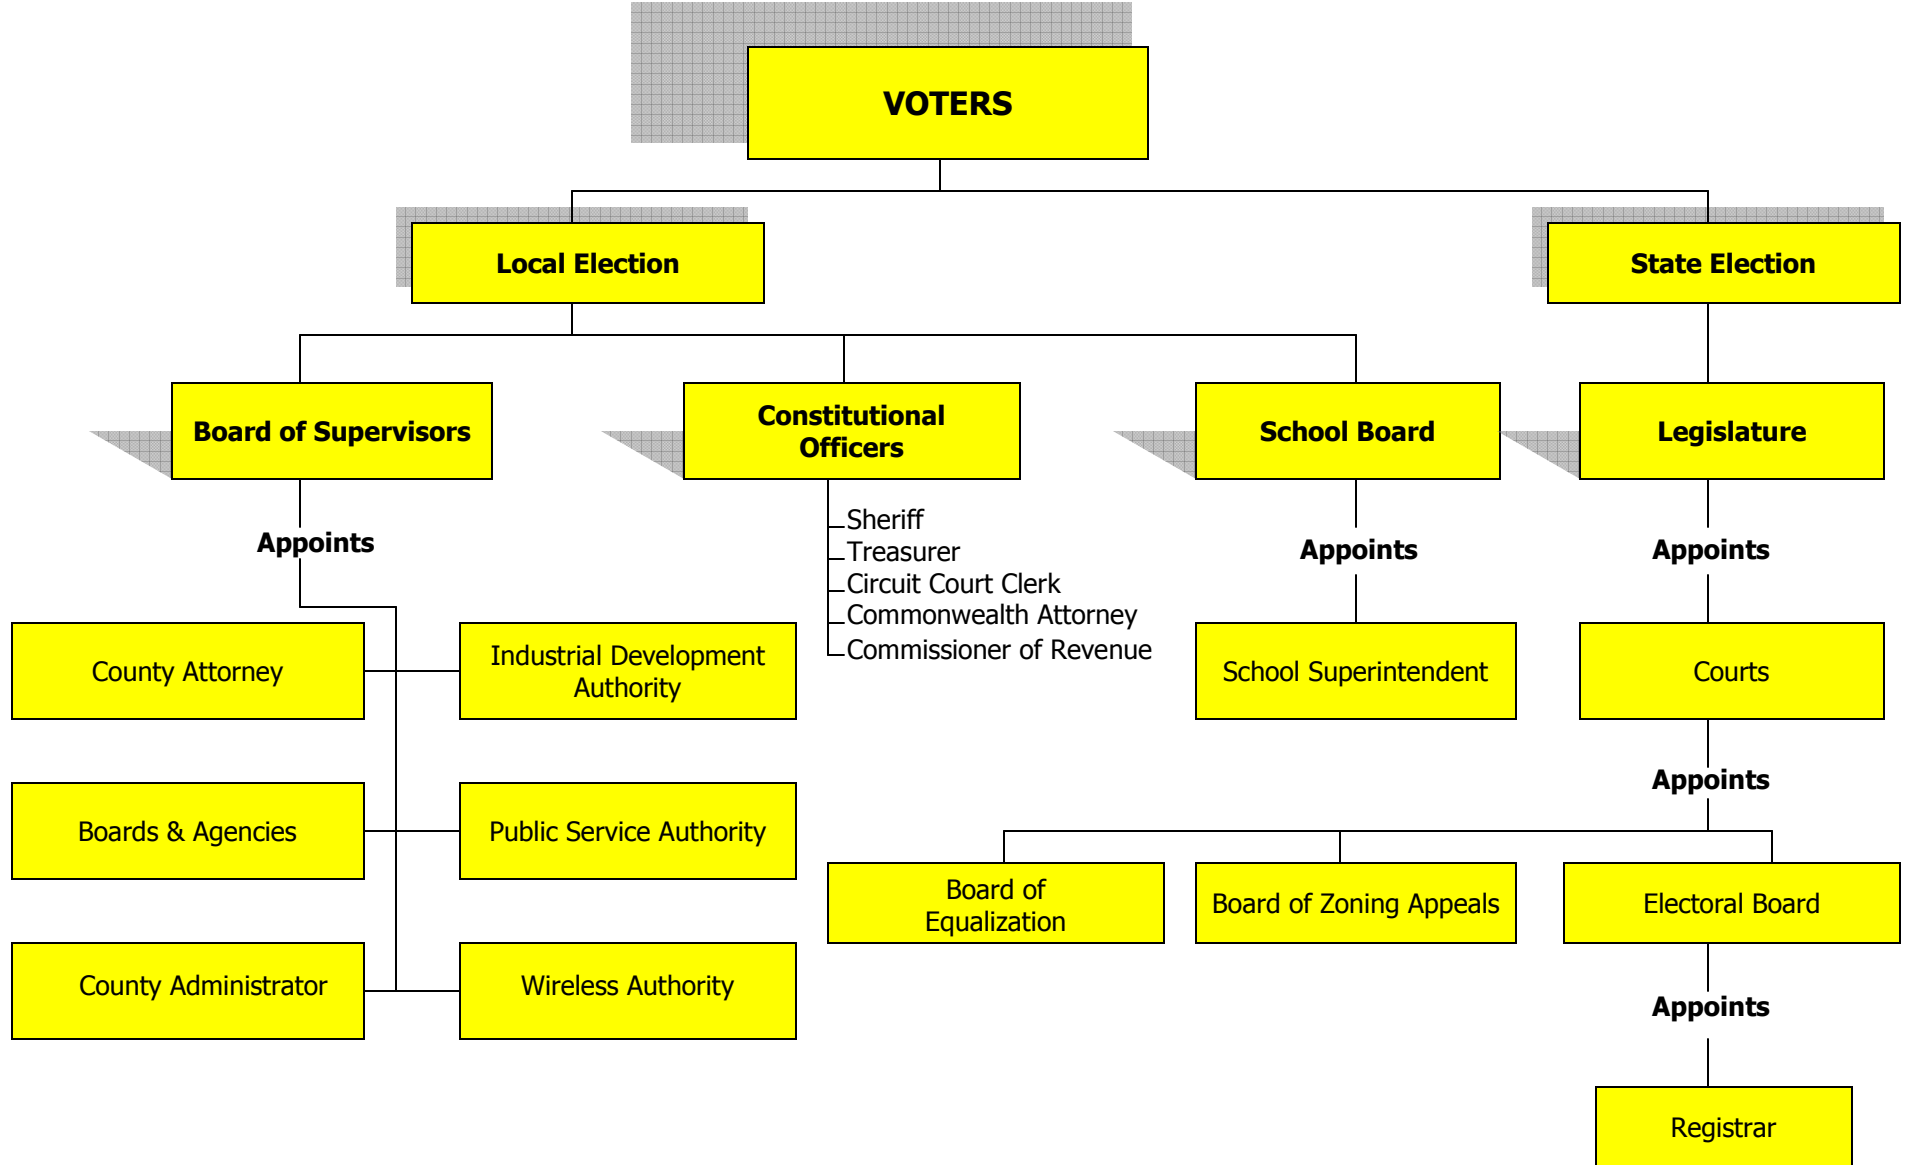 VOTERS
Local Election
State Election
Board of Supervisors
Constitutional
Officers
School Board
Legislature
Appoints
Sheriff
Treasurer
Circuit Court Clerk
Commonwealth Attorney
Commissioner of Revenue
Appoints
Appoints
County Attorney
Industrial Development
Authority
School Superintendent
Courts
Boards & Agencies
Public Service Authority
Appoints
Board of
Equalization
Board of Zoning Appeals
Electoral Board
County Administrator
Wireless Authority
Appoints
Registrar